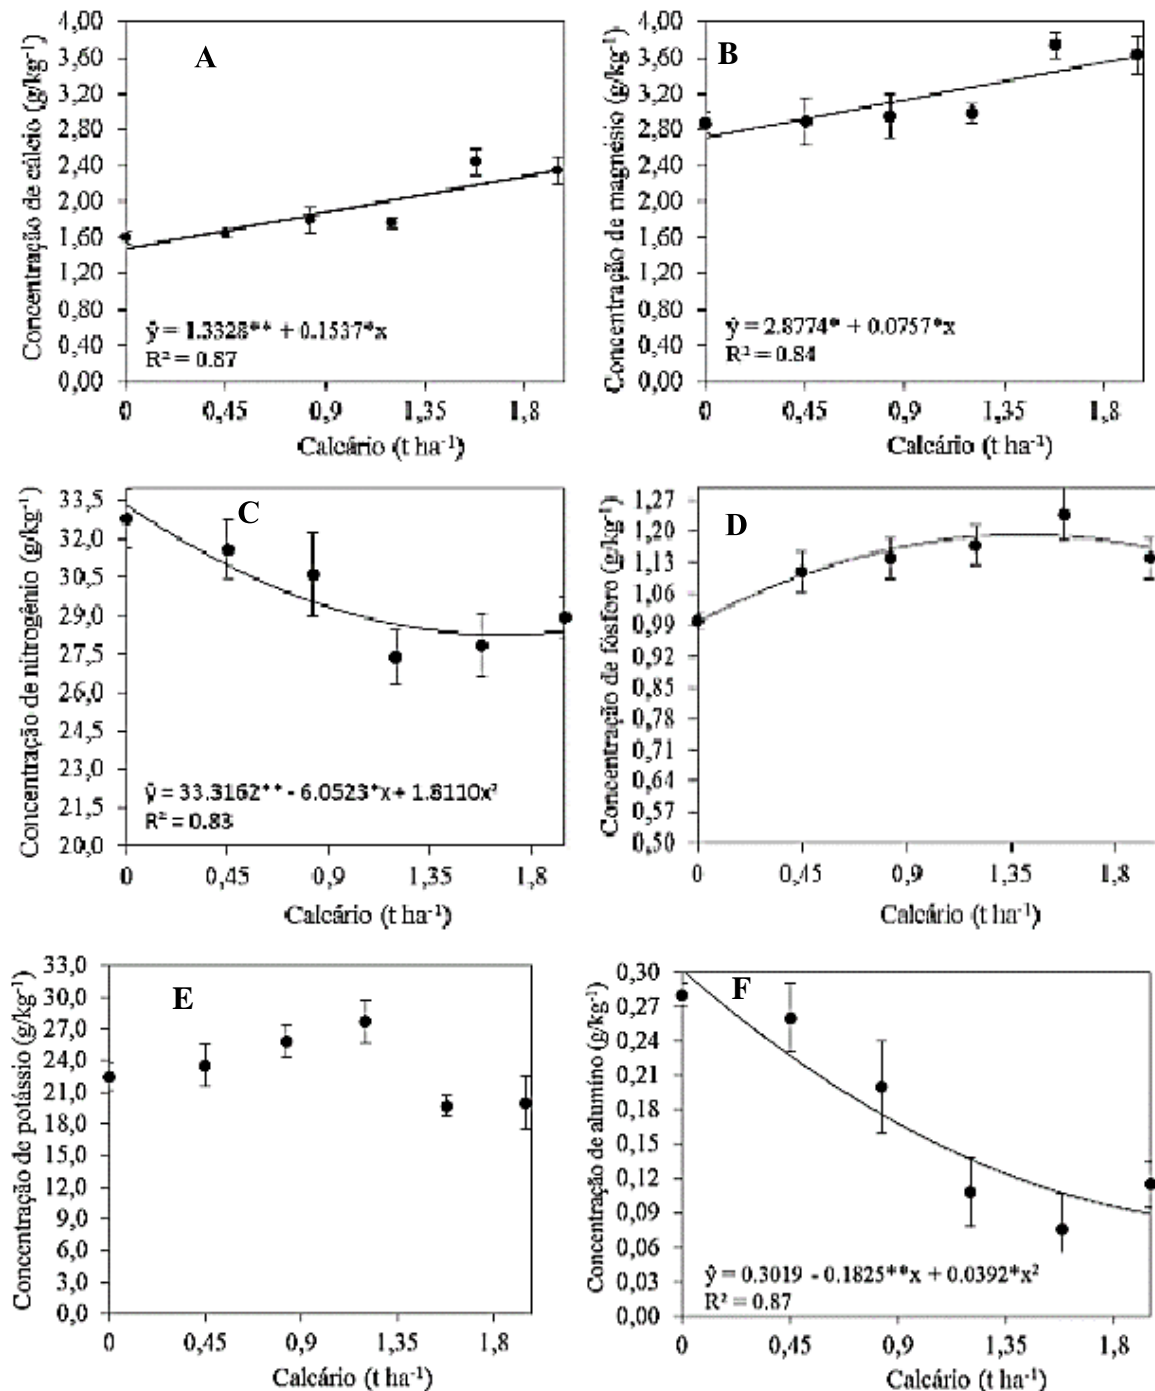 A
Concentração de cálcio (g/kg⁻¹)
4,00
3,60
3,20
2,80
2,40
2,00
1,60
1,20
0,80
0,40
0,00
ŷ = 1.3328** + 0.1537*x
R² = 0.87
0 0,45 0,9 1,35 1,8
Calcário (t ha⁻¹)
B
Concentração de magnésio (g/kg⁻¹)
4,00
3,60
3,20
2,80
2,40
2,00
1,60
1,20
0,80
0,40
0,00
ŷ = 2.8774* + 0.0757*x
R² = 0.84
0 0,45 0,9 1,35 1,8
Calcário (t ha⁻¹)
C
Concentração de nitrogênio (g/kg⁻¹)
33,5
32,0
30,5
29,0
27,5
26,0
24,5
23,0
21,5
20,0
ŷ = 33.3162** - 6.0523*x + 1.8110x²
R² = 0.83
0 0,45 0,9 1,35 1,8
Calcário (t ha⁻¹)
D
Concentração de fósforo (g/kg⁻¹)
1,27
1,20
1,13
1,06
0,99
0,92
0,85
0,78
0,71
0,64
0,57
0,50
0 0,45 0,9 1,35 1,8
Calcário (t ha⁻¹)
E
Concentração de potássio (g/kg⁻¹)
33,0
30,0
27,0
24,0
21,0
18,0
15,0
12,0
9,0
6,0
3,0
0,0
0 0,45 0,9 1,35 1,8
Calcário (t ha⁻¹)
F
Concentração de alumíno (g/kg⁻¹)
0,30
0,27
0,24
0,21
0,18
0,15
0,12
0,09
0,06
0,03
0,00
ŷ = 0.3019 - 0.1825**x + 0.0392*x²
R² = 0.87
0 0,45 0,9 1,35 1,8
Calcário (t ha⁻¹)